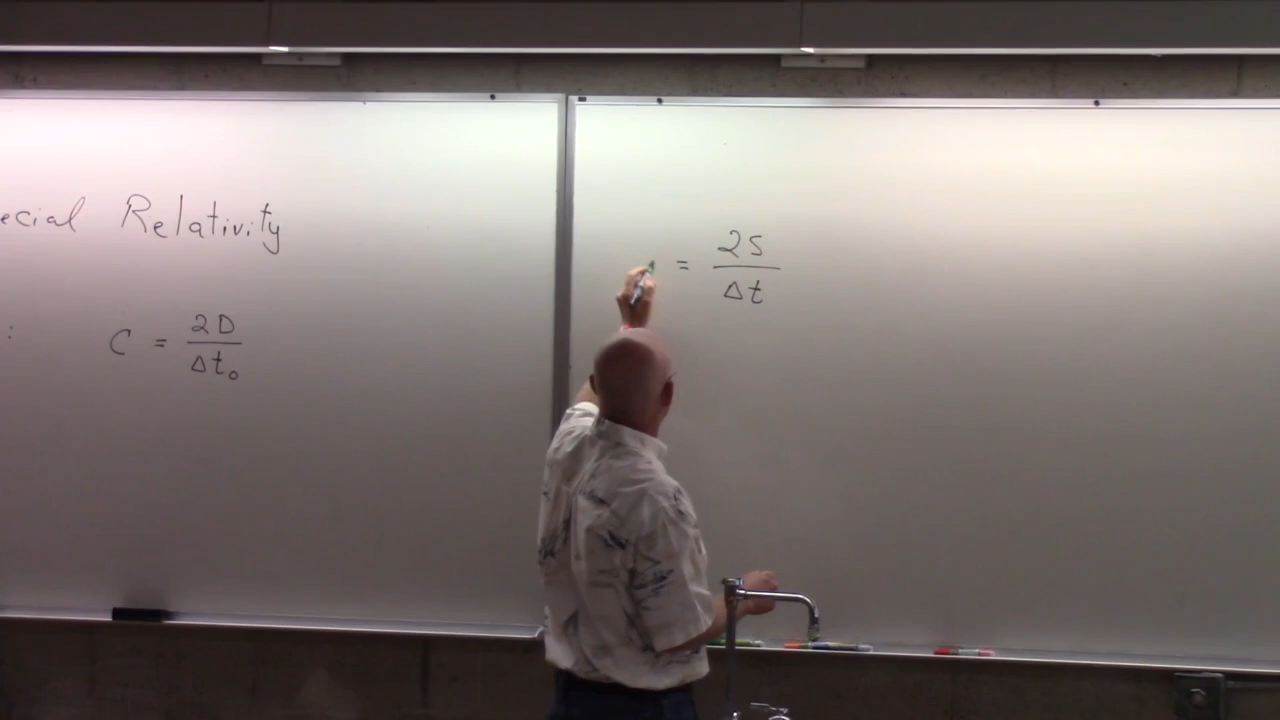 ecial Relativity
: C = 2D / Δt₀
= 2S / Δt